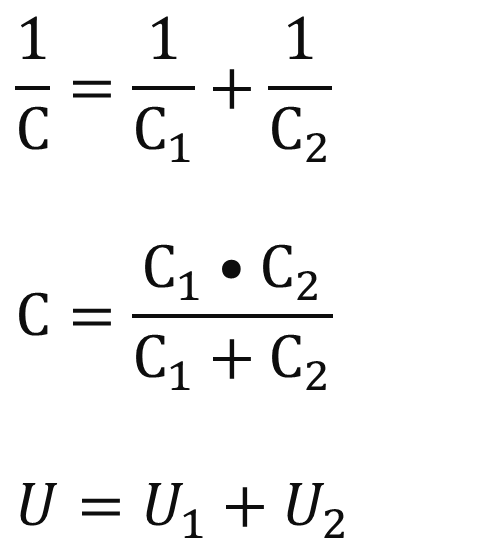 1/C = 1/C₁ + 1/C₂
C = C₁ • C₂ / C₁ + C₂
U = U₁ + U₂